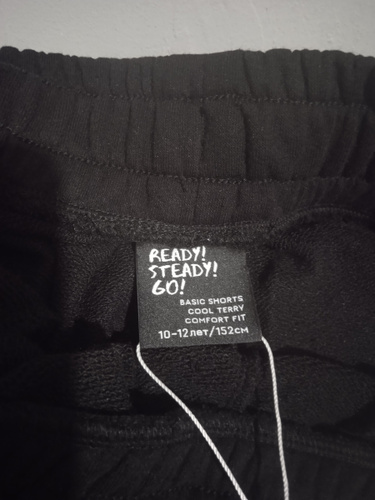 READY!
STEADY!
GO!
BASIC SHORTS
COOL TERRY
COMFORT FIT
10-12лет/152см